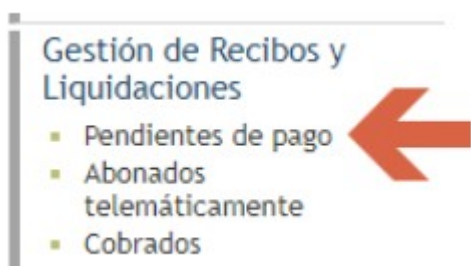 Gestión de Recibos y
Liquidaciones
Pendientes de pago
Abonados
telemáticamente
Cobrados